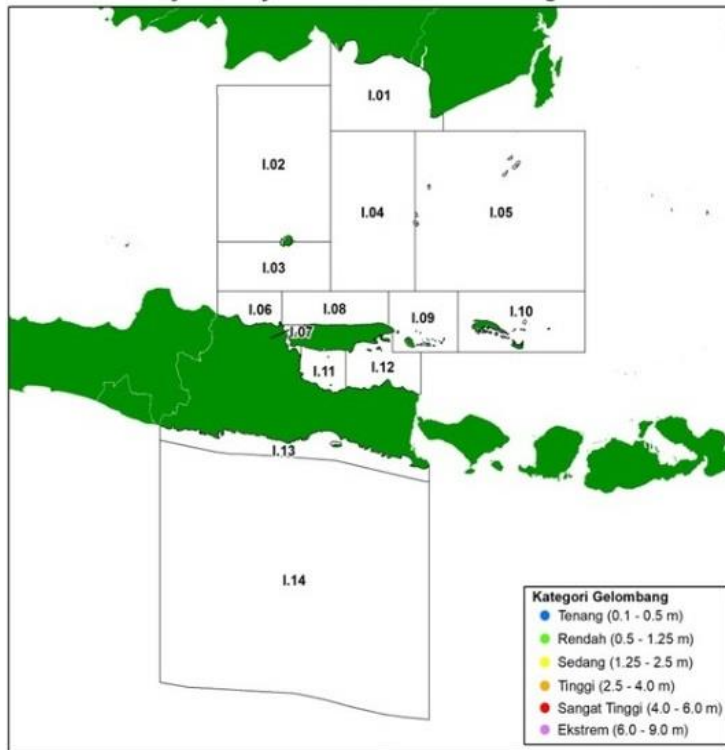 I.01
I.02
I.04
I.05
I.03
I.06
I.08
I.09
I.10
I.07
I.11
I.12
I.13
I.14
Kategori Gelombang
Tenang (0.1 - 0.5 m)
Rendah (0.5 - 1.25 m)
Sedang (1.25 - 2.5 m)
Tinggi (2.5 - 4.0 m)
Sangat Tinggi (4.0 - 6.0 m)
Ekstrem (6.0 - 9.0 m)